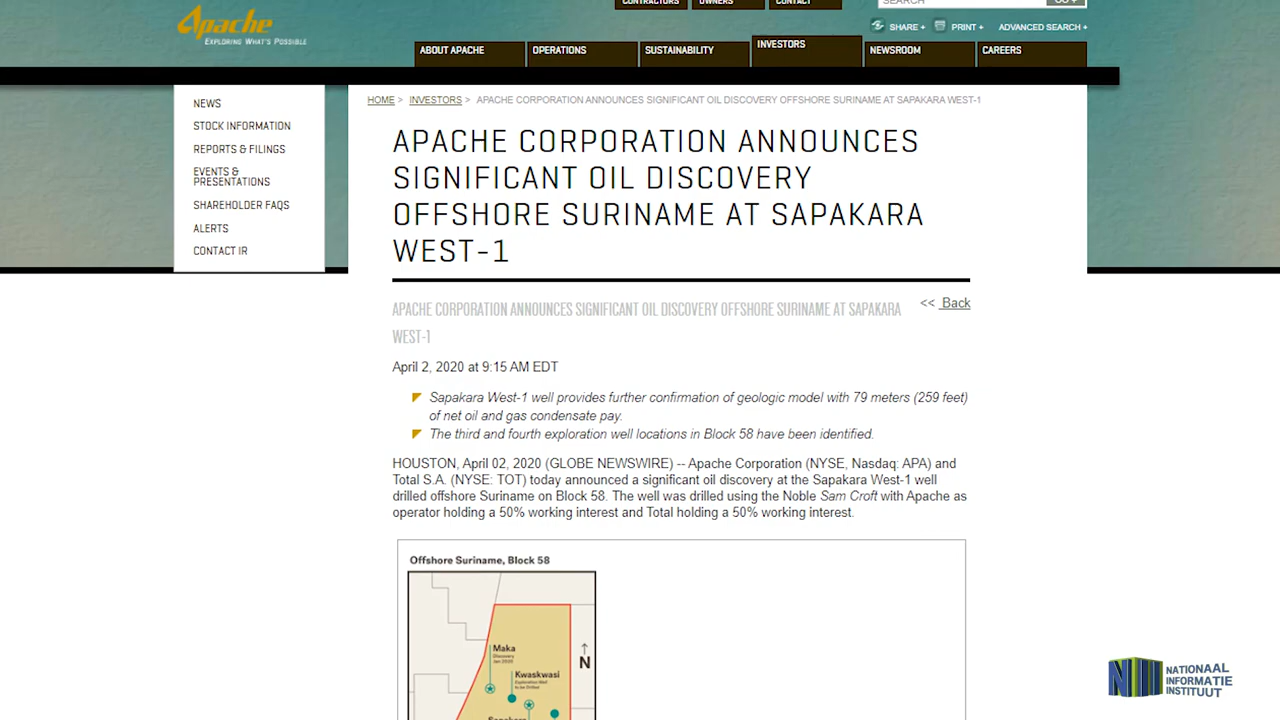 CONTRACTORS
OWNERS
CONTACT
SEARCH
GO +
Apache
EXPLORING WHAT'S POSSIBLE
SHARE +
PRINT +
ADVANCED SEARCH +
ABOUT APACHE
OPERATIONS
SUSTAINABILITY
INVESTORS
NEWSROOM
CAREERS
NEWS
STOCK INFORMATION
REPORTS & FILINGS
EVENTS &
PRESENTATIONS
SHAREHOLDER FAQS
ALERTS
CONTACT IR
HOME > INVESTORS > APACHE CORPORATION ANNOUNCES SIGNIFICANT OIL DISCOVERY OFFSHORE SURINAME AT SAPAKARA WEST-1
APACHE CORPORATION ANNOUNCES
SIGNIFICANT OIL DISCOVERY
OFFSHORE SURINAME AT SAPAKARA
WEST-1
APACHE CORPORATION ANNOUNCES SIGNIFICANT OIL DISCOVERY OFFSHORE SURINAME AT SAPAKARA
WEST-1
<< Back
April 2, 2020 at 9:15 AM EDT
Sapakara West-1 well provides further confirmation of geologic model with 79 meters (259 feet)
of net oil and gas condensate pay.
The third and fourth exploration well locations in Block 58 have been identified.
HOUSTON, April 02, 2020 (GLOBE NEWSWIRE) -- Apache Corporation (NYSE, Nasdaq: APA) and
Total S.A. (NYSE: TOT) today announced a significant oil discovery at the Sapakara West-1 well
drilled offshore Suriname on Block 58. The well was drilled using the Noble Sam Croft with Apache as
operator holding a 50% working interest and Total holding a 50% working interest.
Offshore Suriname, Block 58
Maka
Discovery
Jan 2020
N
Kwaskwasi
Exploration Well
to be Drilled
Sapakara
NATIONAAL
INFORMATIE
INSTITUUT